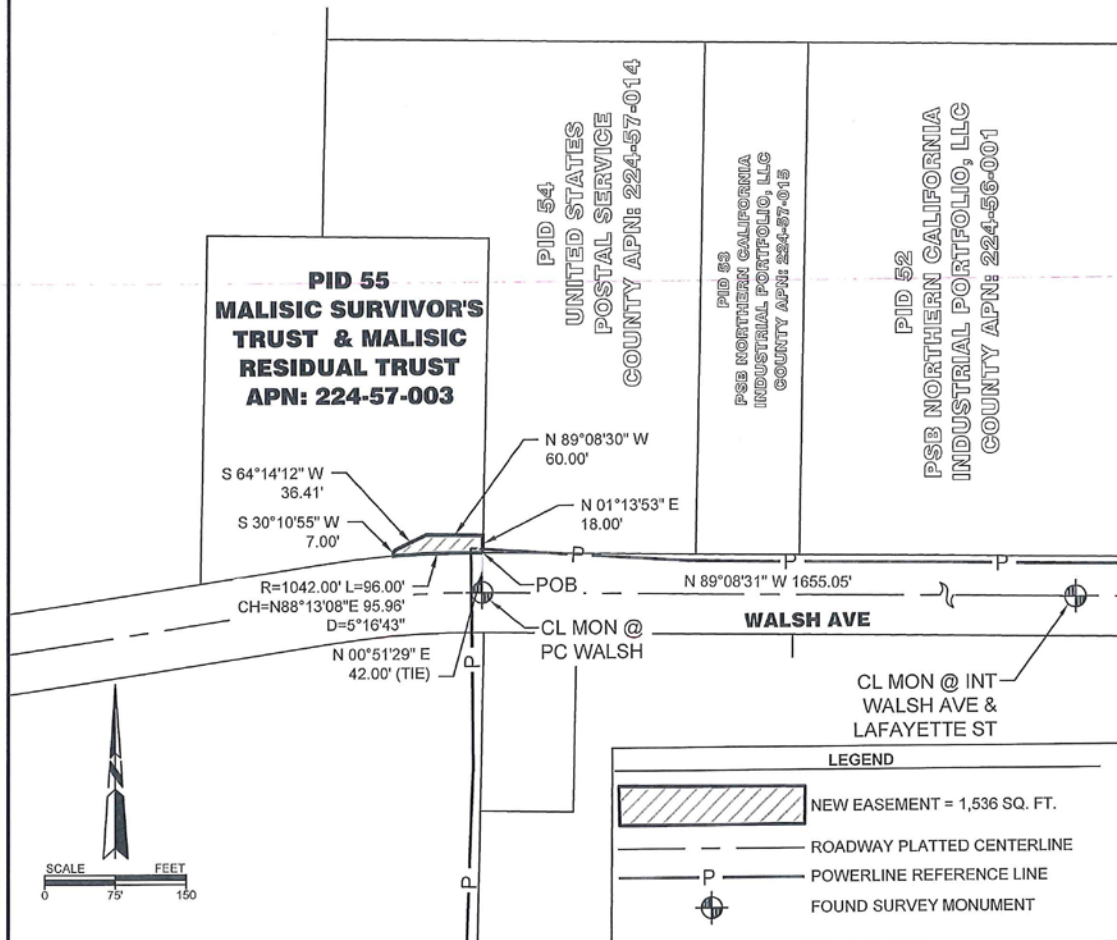 PID 54
UNITED STATES
POSTAL SERVICE
COUNTY APN: 224-57-014
PID 53
PSB NORTHERN CALIFORNIA
INDUSTRIAL PORTFOLIO, LLC
COUNTY APN: 224-57-015
PID 52
PSB NORTHERN CALIFORNIA
INDUSTRIAL PORTFOLIO, LLC
COUNTY APN: 224-56-001
PID 55
MALISIC SURVIVOR'S
TRUST & MALISIC
RESIDUAL TRUST
APN: 224-57-003
N 89°08'30" W
60.00'
S 64°14'12" W
36.41'
N 01°13'53" E
18.00'
S 30°10'55" W
7.00'
P
P
P
R=1042.00' L=96.00'
CH=N88°13'08"E 95.96'
D=5°16'43"
POB
N 89°08'31" W 1655.05'
WALSH AVE
CL MON @
PC WALSH
N 00°51'29" E
42.00' (TIE)
P
CL MON @ INT
WALSH AVE &
LAFAYETTE ST
N
SCALE FEET
0 75' 150
P
LEGEND
NEW EASEMENT = 1,536 SQ. FT.
ROADWAY PLATTED CENTERLINE
P POWERLINE REFERENCE LINE
FOUND SURVEY MONUMENT